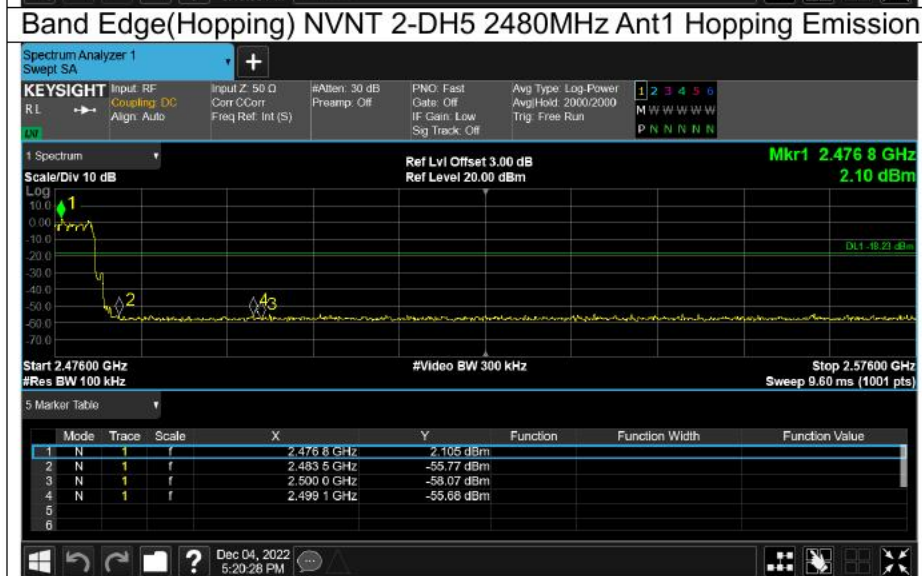 Band Edge(Hopping) NVNT 2-DH5 2480MHz Ant1 Hopping Emission
Spectrum Analyzer 1
Swept SA
+
KEYSIGHT Input: RF Input Z: 50 Ω #Atten: 30 dB PNO: Fast Avg Type: Log-Power 1 2 3 4 5 6
RL Coupling: DC Corr CCorr Preamp: Off Gate: Off Avg|Hold: 2000/2000 M W W W W W
Align: Auto Freq Ref: Int (S) IF Gain: Low Trig: Free Run
Sig Track: Off P N N N N N
1 Spectrum Ref Lvl Offset 3.00 dB Mkr1 2.476 8 GHz
Scale/Div 10 dB Ref Level 20.00 dBm 2.10 dBm
Log
10.0 1
0.00
-10.0
-20.0 DL1 -18.23 dBm
-30.0
-40.0
-50.0 2 4 3
-60.0
-70.0
Start 2.47600 GHz #Video BW 300 kHz Stop 2.57600 GHz
#Res BW 100 kHz Sweep 9.60 ms (1001 pts)
5 Marker Table
Mode Trace Scale X Y Function Function Width Function Value
1 N 1 f 2.476 8 GHz 2.105 dBm
2 N 1 f 2.483 5 GHz -55.77 dBm
3 N 1 f 2.500 0 GHz -58.07 dBm
4 N 1 f 2.499 1 GHz -55.68 dBm
5
6
? Dec 04, 2022
5:20:28 PM